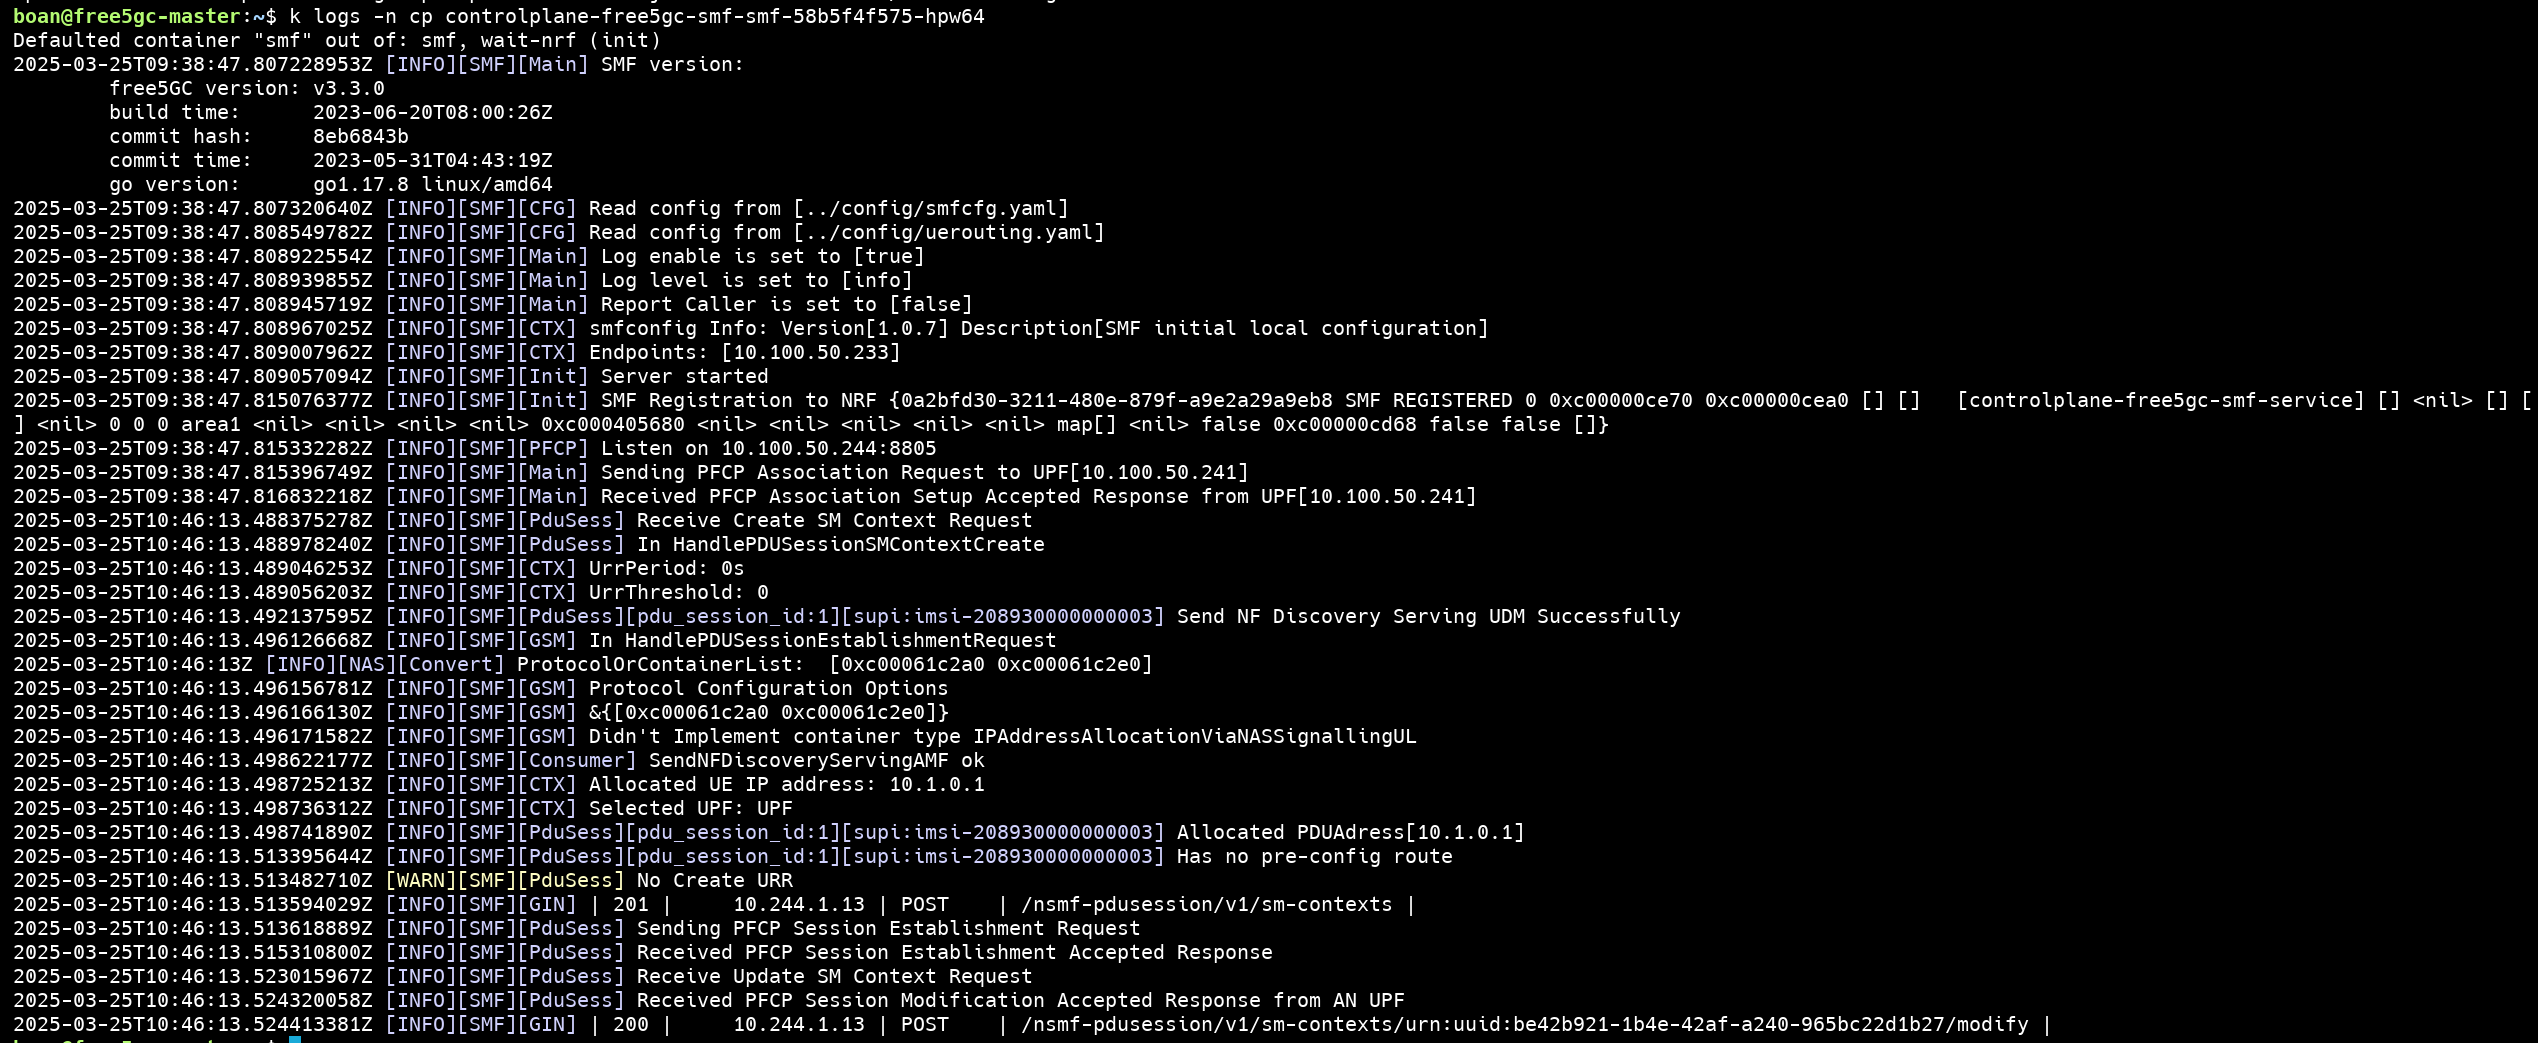 boan@free5gc-master:~$ k logs -n cp controlplane-free5gc-smf-smf-58b5f4f575-hpw64
Defaulted container "smf" out of: smf, wait-nrf (init)
2025-03-25T09:38:47.807228953Z [INFO][SMF][Main] SMF version:
        free5GC version: v3.3.0
        build time:      2023-06-20T08:00:26Z
        commit hash:     8eb6843b
        commit time:     2023-05-31T04:43:19Z
        go version:      go1.17.8 linux/amd64
2025-03-25T09:38:47.807320640Z [INFO][SMF][CFG] Read config from [../config/smfcfg.yaml]
2025-03-25T09:38:47.808549782Z [INFO][SMF][CFG] Read config from [../config/uerouting.yaml]
2025-03-25T09:38:47.808922554Z [INFO][SMF][Main] Log enable is set to [true]
2025-03-25T09:38:47.808939855Z [INFO][SMF][Main] Log level is set to [info]
2025-03-25T09:38:47.808945719Z [INFO][SMF][Main] Report Caller is set to [false]
2025-03-25T09:38:47.808967025Z [INFO][SMF][CTX] smfconfig Info: Version[1.0.7] Description[SMF initial local configuration]
2025-03-25T09:38:47.809007962Z [INFO][SMF][CTX] Endpoints: [10.100.50.233]
2025-03-25T09:38:47.809057094Z [INFO][SMF][Init] Server started
2025-03-25T09:38:47.815076377Z [INFO][SMF][Init] SMF Registration to NRF {0a2bfd30-3211-480e-879f-a9e2a29a9eb8 SMF REGISTERED 0 0xc00000ce70 0xc00000cea0 [] []   [controlplane-free5gc-smf-service] [] <nil> [] [
] <nil> 0 0 0 area1 <nil> <nil> <nil> <nil> 0xc000405680 <nil> <nil> <nil> <nil> <nil> map[] <nil> false 0xc00000cd68 false false []}
2025-03-25T09:38:47.815332282Z [INFO][SMF][PFCP] Listen on 10.100.50.244:8805
2025-03-25T09:38:47.815396749Z [INFO][SMF][Main] Sending PFCP Association Request to UPF[10.100.50.241]
2025-03-25T09:38:47.816832218Z [INFO][SMF][Main] Received PFCP Association Setup Accepted Response from UPF[10.100.50.241]
2025-03-25T10:46:13.488375278Z [INFO][SMF][PduSess] Receive Create SM Context Request
2025-03-25T10:46:13.488978240Z [INFO][SMF][PduSess] In HandlePDUSessionSMContextCreate
2025-03-25T10:46:13.489046253Z [INFO][SMF][CTX] UrrPeriod: 0s
2025-03-25T10:46:13.489056203Z [INFO][SMF][CTX] UrrThreshold: 0
2025-03-25T10:46:13.492137595Z [INFO][SMF][PduSess][pdu_session_id:1][supi:imsi-208930000000003] Send NF Discovery Serving UDM Successfully
2025-03-25T10:46:13.496126668Z [INFO][SMF][GSM] In HandlePDUSessionEstablishmentRequest
2025-03-25T10:46:13Z [INFO][NAS][Convert] ProtocolOrContainerList:  [0xc00061c2a0 0xc00061c2e0]
2025-03-25T10:46:13.496156781Z [INFO][SMF][GSM] Protocol Configuration Options
2025-03-25T10:46:13.496166130Z [INFO][SMF][GSM] &{[0xc00061c2a0 0xc00061c2e0]}
2025-03-25T10:46:13.496171582Z [INFO][SMF][GSM] Didn't Implement container type IPAddressAllocationViaNASSignallingUL
2025-03-25T10:46:13.498622177Z [INFO][SMF][Consumer] SendNFDiscoveryServingAMF ok
2025-03-25T10:46:13.498725213Z [INFO][SMF][CTX] Allocated UE IP address: 10.1.0.1
2025-03-25T10:46:13.498736312Z [INFO][SMF][CTX] Selected UPF: UPF
2025-03-25T10:46:13.498741890Z [INFO][SMF][PduSess][pdu_session_id:1][supi:imsi-208930000000003] Allocated PDUAdress[10.1.0.1]
2025-03-25T10:46:13.513395644Z [INFO][SMF][PduSess][pdu_session_id:1][supi:imsi-208930000000003] Has no pre-config route
2025-03-25T10:46:13.513482710Z [WARN][SMF][PduSess] No Create URR
2025-03-25T10:46:13.513594029Z [INFO][SMF][GIN] | 201 |     10.244.1.13 | POST    | /nsmf-pdusession/v1/sm-contexts |
2025-03-25T10:46:13.513618889Z [INFO][SMF][PduSess] Sending PFCP Session Establishment Request
2025-03-25T10:46:13.515310800Z [INFO][SMF][PduSess] Received PFCP Session Establishment Accepted Response
2025-03-25T10:46:13.523015967Z [INFO][SMF][PduSess] Receive Update SM Context Request
2025-03-25T10:46:13.524320058Z [INFO][SMF][PduSess] Received PFCP Session Modification Accepted Response from AN UPF
2025-03-25T10:46:13.524413381Z [INFO][SMF][GIN] | 200 |     10.244.1.13 | POST    | /nsmf-pdusession/v1/sm-contexts/urn:uuid:be42b921-1b4e-42af-a240-965bc22d1b27/modify |